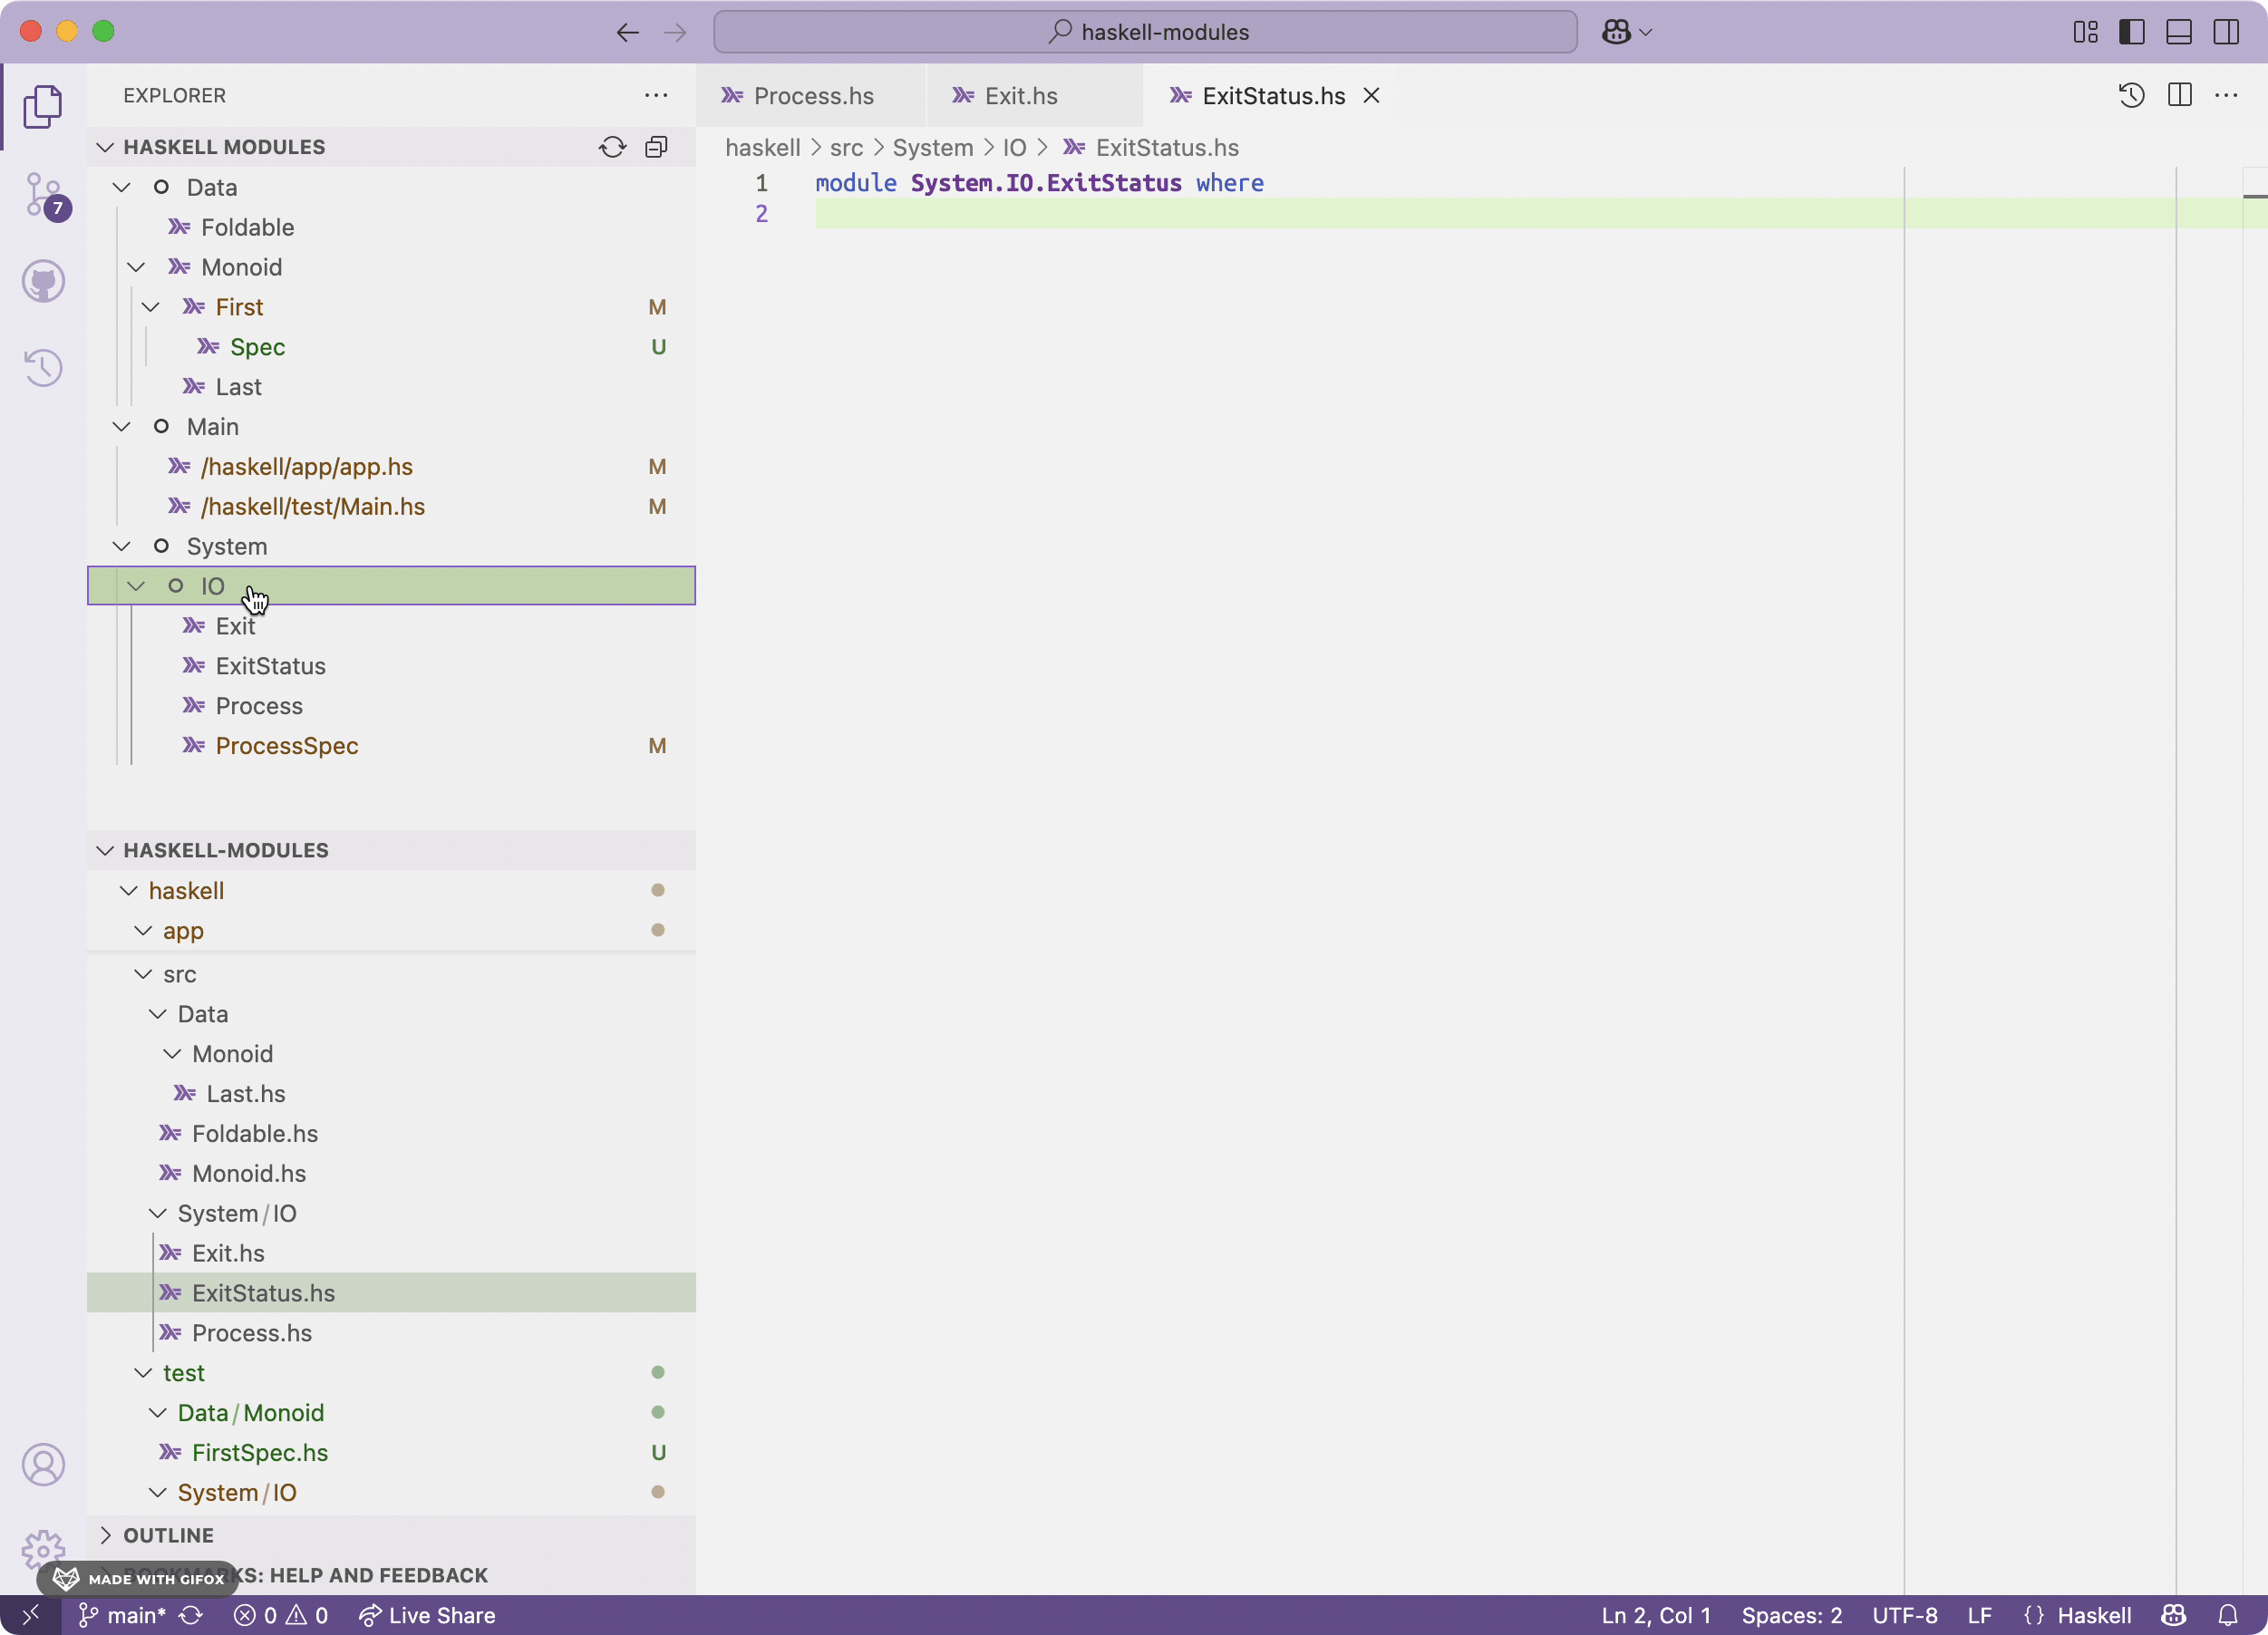 haskell-modules
EXPLORER
HASKELL MODULES
Data
Foldable
Monoid
First M
Spec U
Last
Main
/haskell/app/app.hs M
/haskell/test/Main.hs M
System
IO
Exit
ExitStatus
Process
ProcessSpec M
HASKELL-MODULES
haskell
app
src
Data
Monoid
Last.hs
Foldable.hs
Monoid.hs
System/IO
Exit.hs
ExitStatus.hs
Process.hs
test
Data/Monoid
FirstSpec.hs U
System/IO
OUTLINE
KS: HELP AND FEEDBACK
MADE WITH GIFOX
7
Process.hs Exit.hs ExitStatus.hs
haskell > src > System > IO > ExitStatus.hs
1 module System.IO.ExitStatus where
2
main* 0 0 Live Share Ln 2, Col 1 Spaces: 2 UTF-8 LF {} Haskell